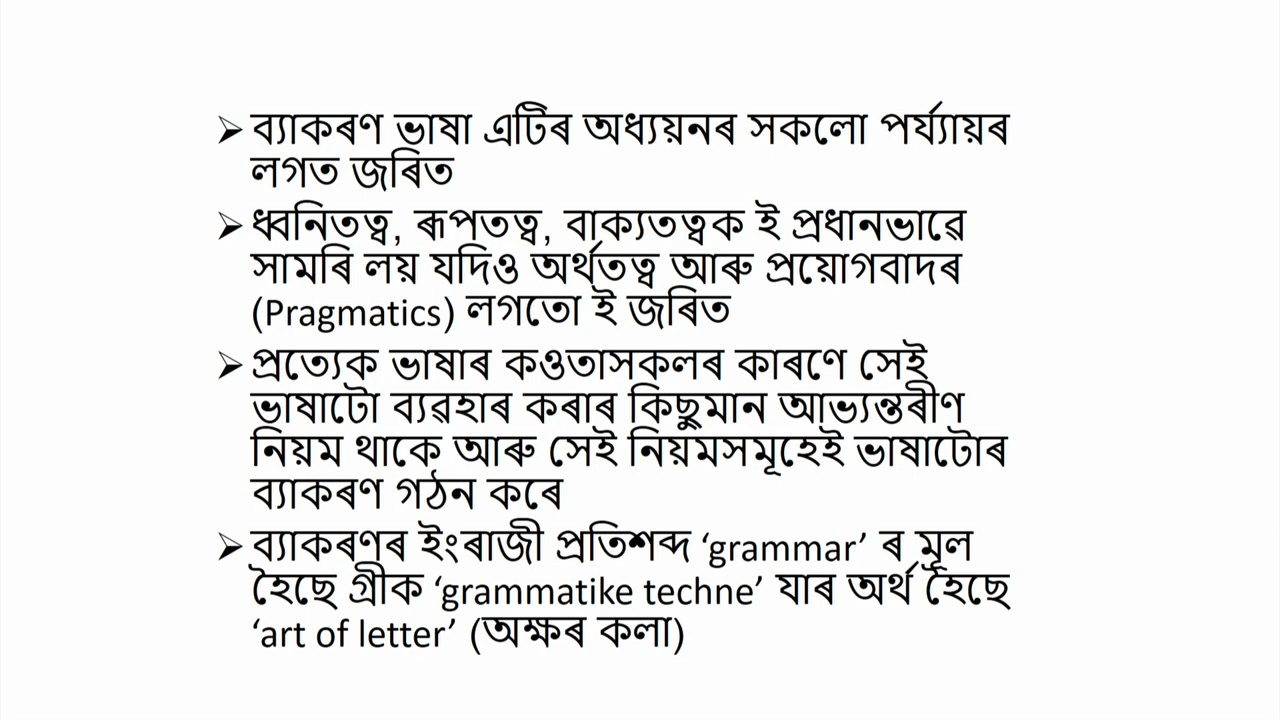 ➢ ব্যাকৰণ ভাষা এটিৰ অধ্যয়নৰ সকলো পৰ্য্যায়ৰ
লগত জৰিত
➢ ধ্বনিতত্ব, ৰূপতত্ব, বাক্যতত্বক ই প্ৰধানভাৱে
সামৰি লয় যদিও অৰ্থতত্ব আৰু প্ৰয়োগবাদৰ
(Pragmatics) লগতো ই জৰিত
➢ প্ৰত্যেক ভাষাৰ কওতাসকলৰ কাৰণে সেই
ভাষাটো ব্যৱহাৰ কৰাৰ কিছুমান আভ্যন্তৰীণ
নিয়ম থাকে আৰু সেই নিয়মসমূহেই ভাষাটোৰ
ব্যাকৰণ গঠন কৰে
➢ ব্যাকৰণৰ ইংৰাজী প্ৰতিশব্দ ‘grammar’ ৰ মূল
হৈছে গ্ৰীক ‘grammatike techne’ যাৰ অৰ্থ হৈছে
‘art of letter’ (অক্ষৰ কলা)